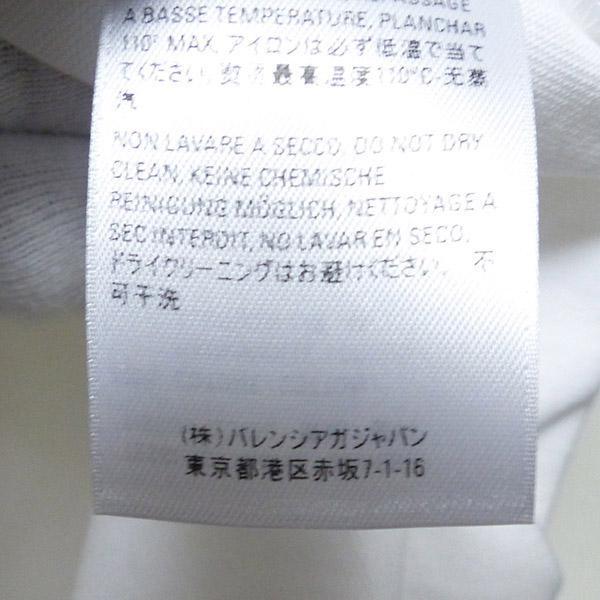 A BASSE TEMPERATURE, PLANCHAR
110° MAX, アイロンは必ず低温で当
てください。熨烫最高温度110°C-无蒸
汽
NON LAVARE A SECCO, DO NOT DRY
CLEAN, KEINE CHEMISCHE
REINIGUNG MÖGLICH, NETTOYAGE A
SEC INTERDIT, NO LAVAR EN SECO,
ドライクリーニングはお避けください。 不
可干洗
(株)バレンシアガジャパン
東京都港区赤坂7-1-16